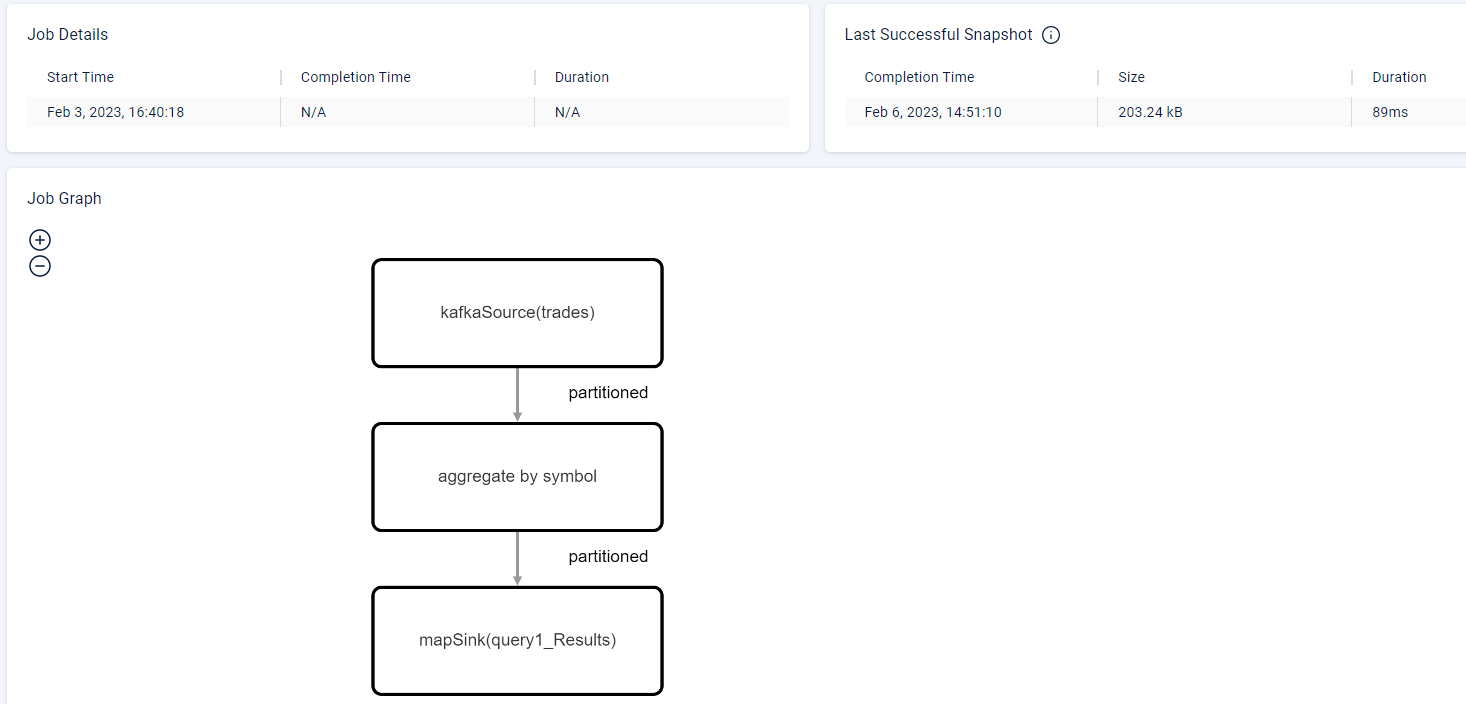 Job Details
Start Time Completion Time Duration
Feb 3, 2023, 16:40:18 N/A N/A
Last Successful Snapshot
Completion Time Size Duration
Feb 6, 2023, 14:51:10 203.24 kB 89ms
Job Graph
kafkaSource(trades)
partitioned
aggregate by symbol
partitioned
mapSink(query1_Results)